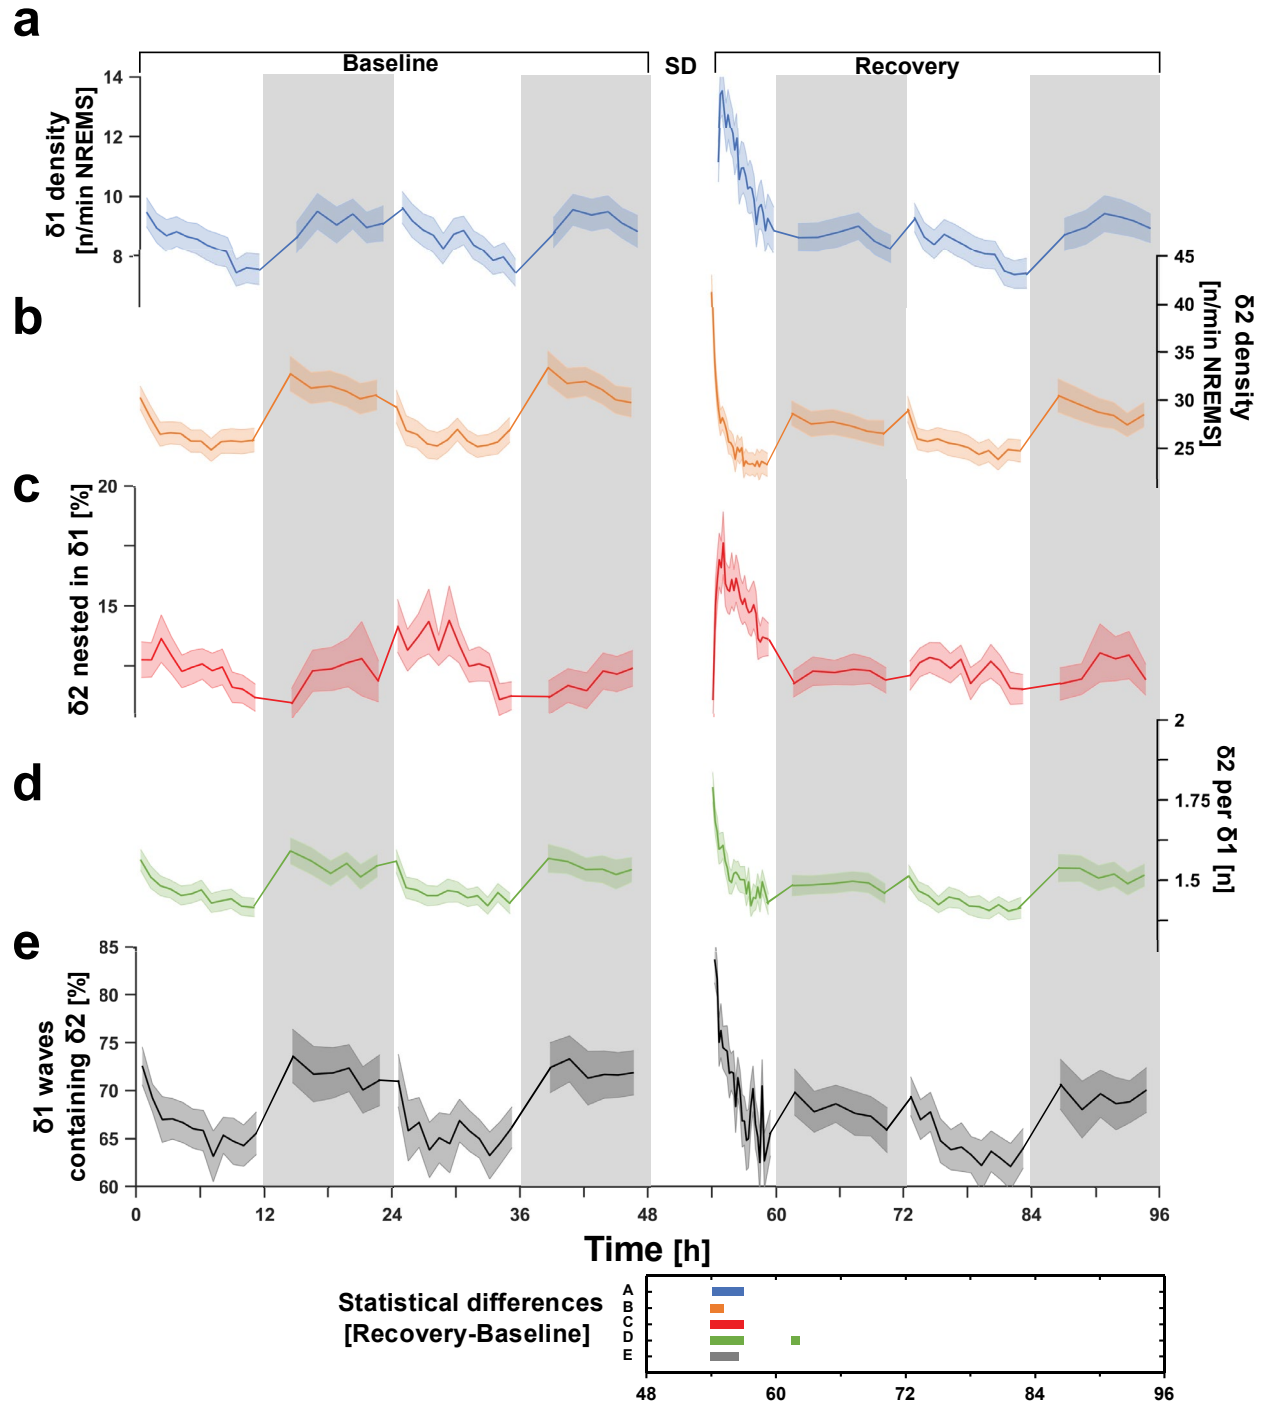 a
Baseline
SD
Recovery
δ1 density
[n/min NREMS]
14
12
10
8
b
45
40
35
30
25
δ2 density
[n/min NREMS]
c
δ2 nested in δ1 [%]
20
15
d
2
1.75
1.5
δ2 per δ1 [n]
e
δ1 waves
containing δ2 [%]
85
80
75
70
65
60
0 12 24 36 48 60 72 84 96
Time [h]
Statistical differences
[Recovery-Baseline]
A
B
C
D
E
48 60 72 84 96